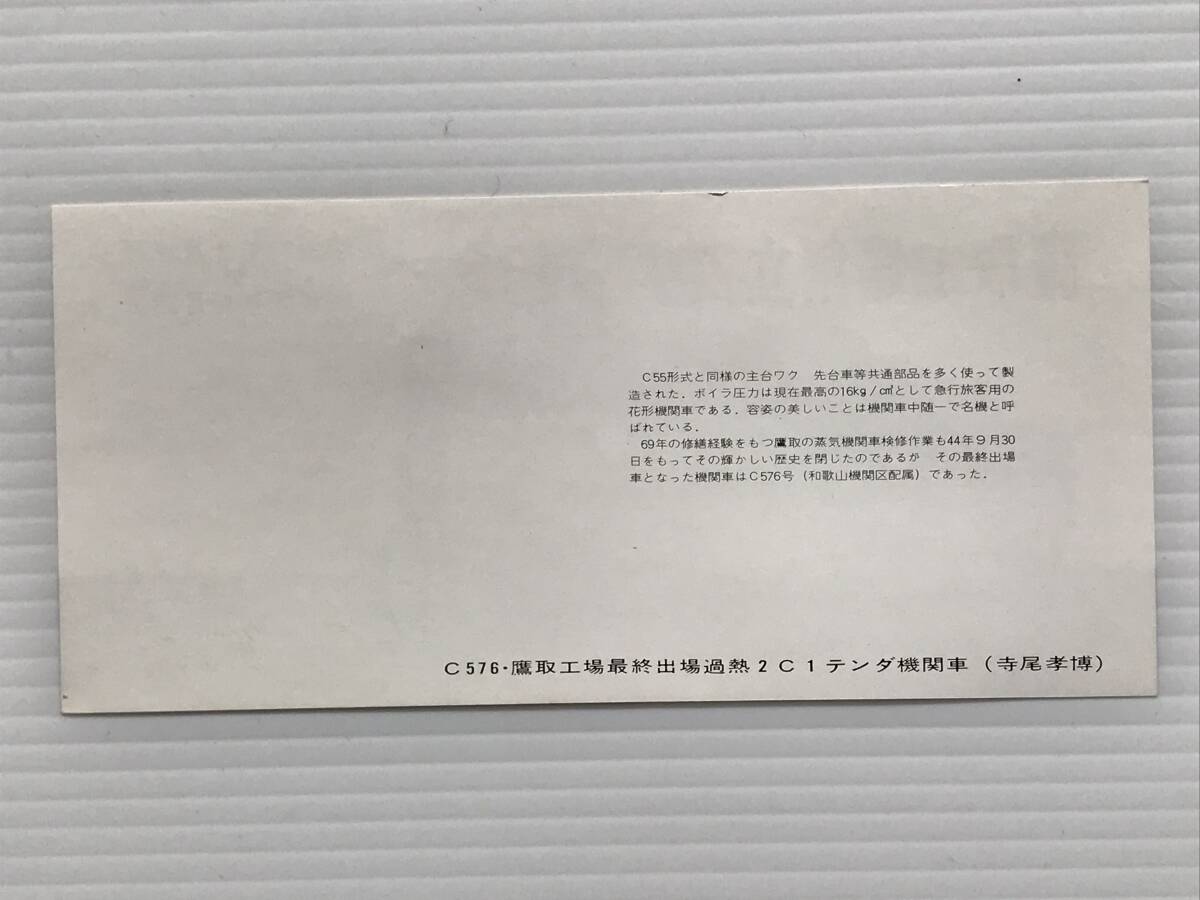 C55形式と同様の主台ワク　先台車等共通部品を多く使って製
造された．ボイラ圧力は現在最高の16kg/c㎡として急行旅客用の
花形機関車である．容姿の美しいことは機関車中随一で名機と呼
ばれている．
69年の修繕経験をもつ鷹取の蒸気機関車検修作業も44年９月30
日をもってその輝かしい歴史を閉じたのであるが　その最終出場
車となった機関車はC576号（和歌山機関区配属）であった．
C576・鷹取工場最終出場過熱2C1テンダ機関車（寺尾孝博）